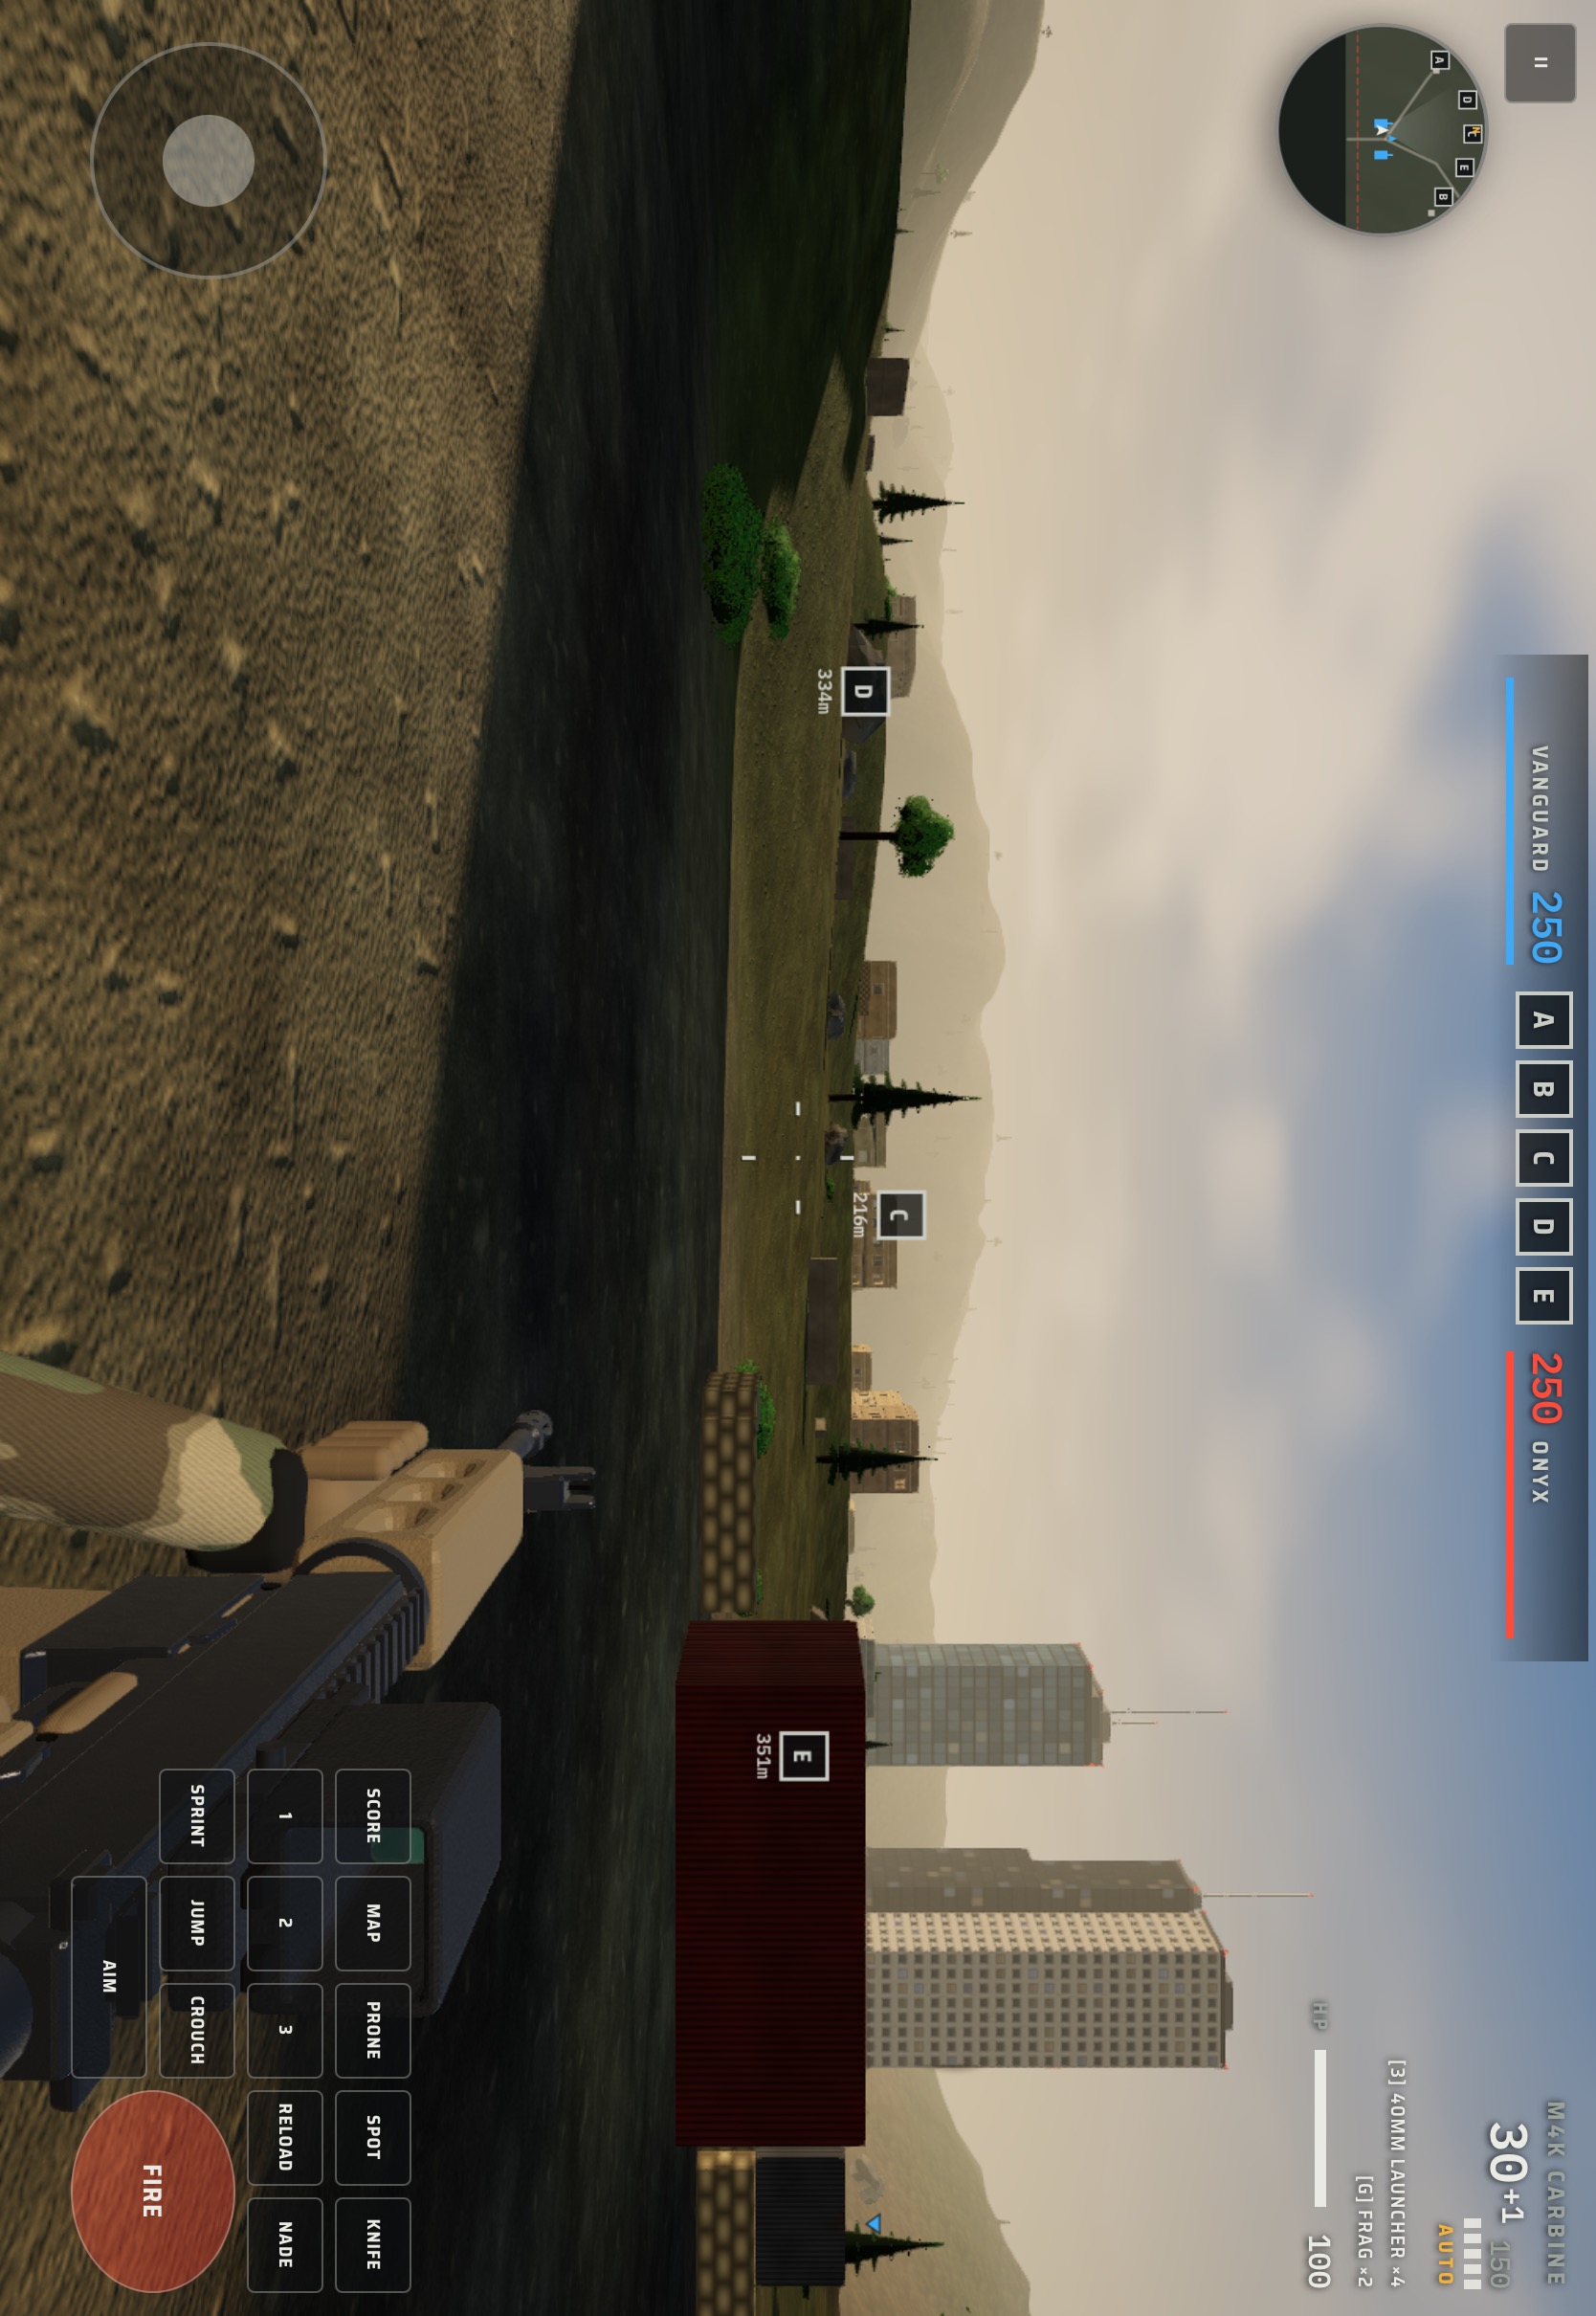 II
A
D
N
E
B
VANGUARD 250 A B C D E 250 ONYX
M4K CARBINE
30+1 150
AUTO
[3] 40MM LAUNCHER ×4
[G] FRAG ×2
HP 100
D
334m
C
216m
E
351m
SCORE MAP PRONE SPOT KNIFE
1 2 3 RELOAD NADE
SPRINT JUMP CROUCH
AIM
FIRE